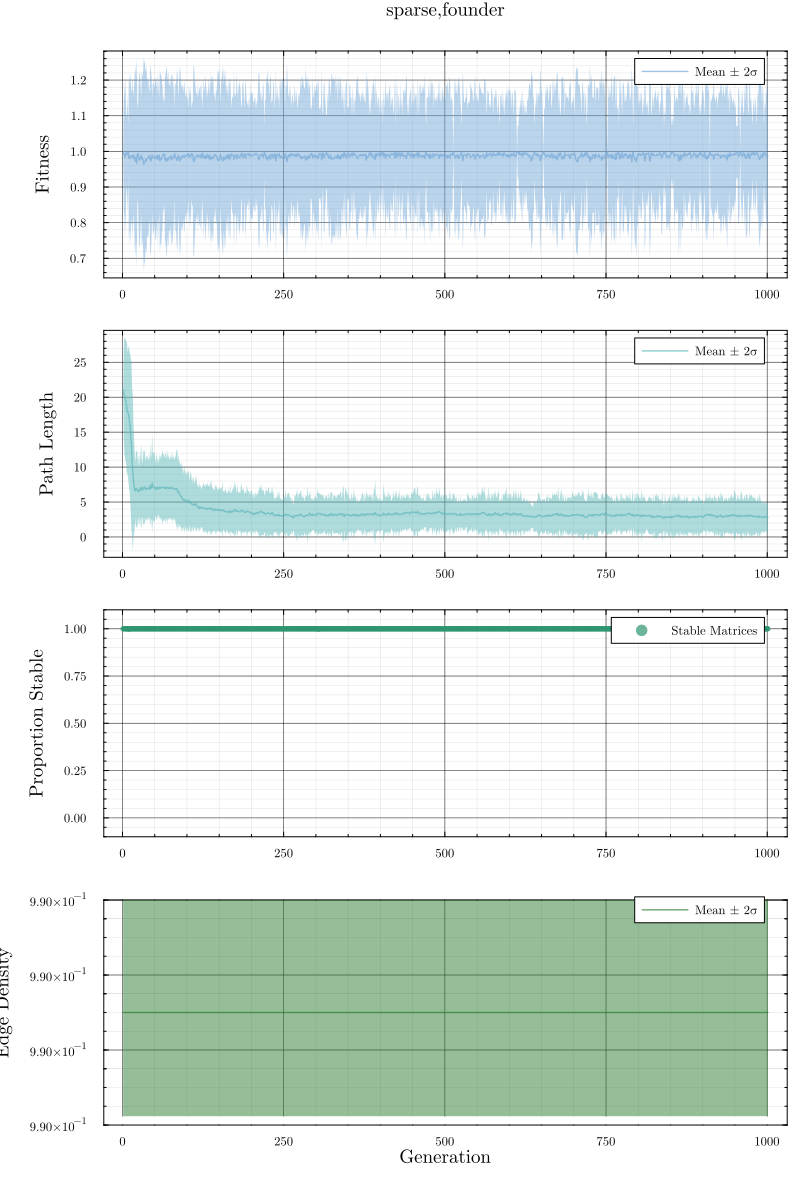 sparse,founder
Fitness
1.2
1.1
1.0
0.9
0.8
0.7
Mean ± 2σ
0 250 500 750 1000
Path Length
25
20
15
10
5
0
Mean ± 2σ
0 250 500 750 1000
Proportion Stable
1.00
0.75
0.50
0.25
0.00
Stable Matrices
0 250 500 750 1000
Edge Density
9.90×10⁻¹
9.90×10⁻¹
9.90×10⁻¹
9.90×10⁻¹
Mean ± 2σ
0 250 500 750 1000
Generation